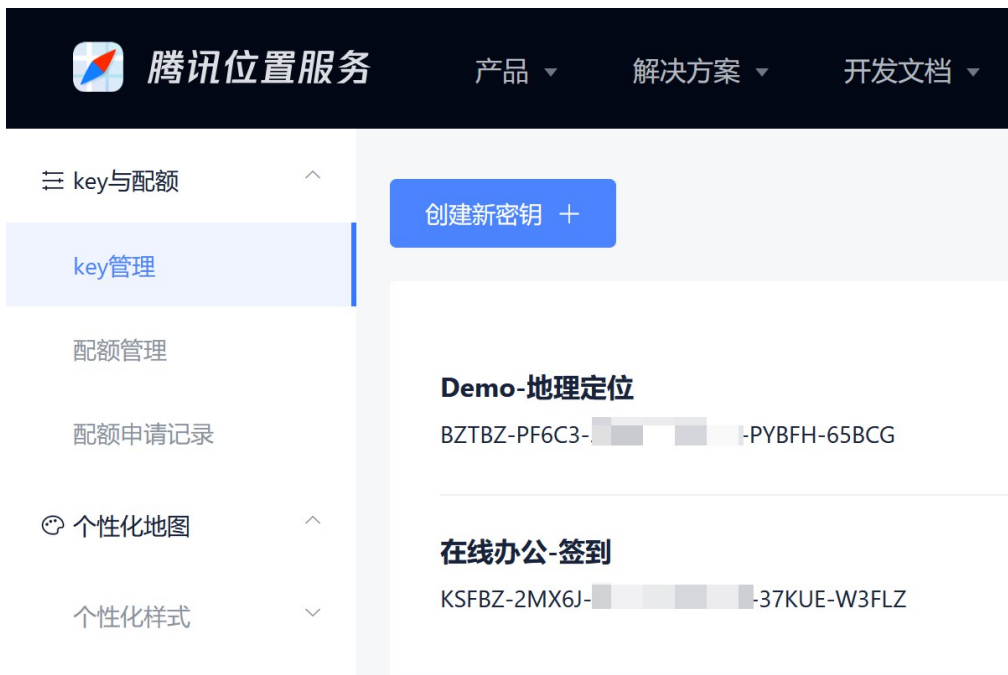 腾讯位置服务 产品 解决方案 开发文档
key与配额
key管理
配额管理
配额申请记录
个性化地图
个性化样式
创建新密钥
Demo-地理定位
BZTBZ-PF6C3- -PYBFH-65BCG
在线办公-签到
KSFBZ-2MX6J- -37KUE-W3FLZ